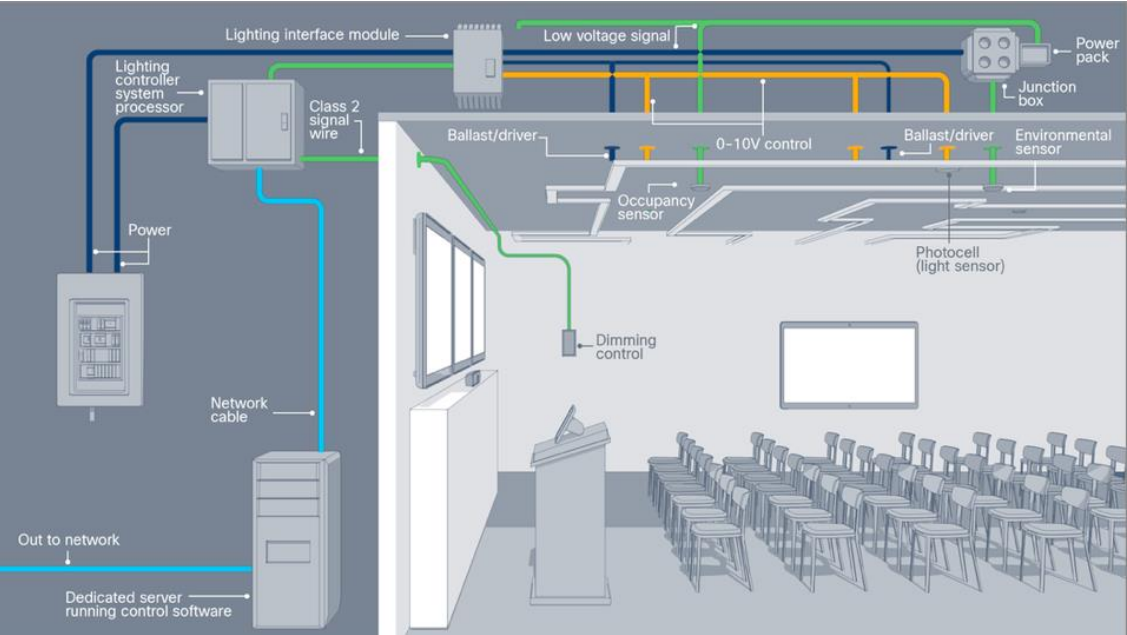 Lighting interface module
Low voltage signal
Power
pack
Lighting
controller
system
processor
Class 2
signal
wire
Junction
box
Ballast/driver
0-10V control
Ballast/driver
Environmental
sensor
Occupancy
sensor
Power
Photocell
(light sensor)
Dimming
control
Network
cable
Out to network
Dedicated server
running control software